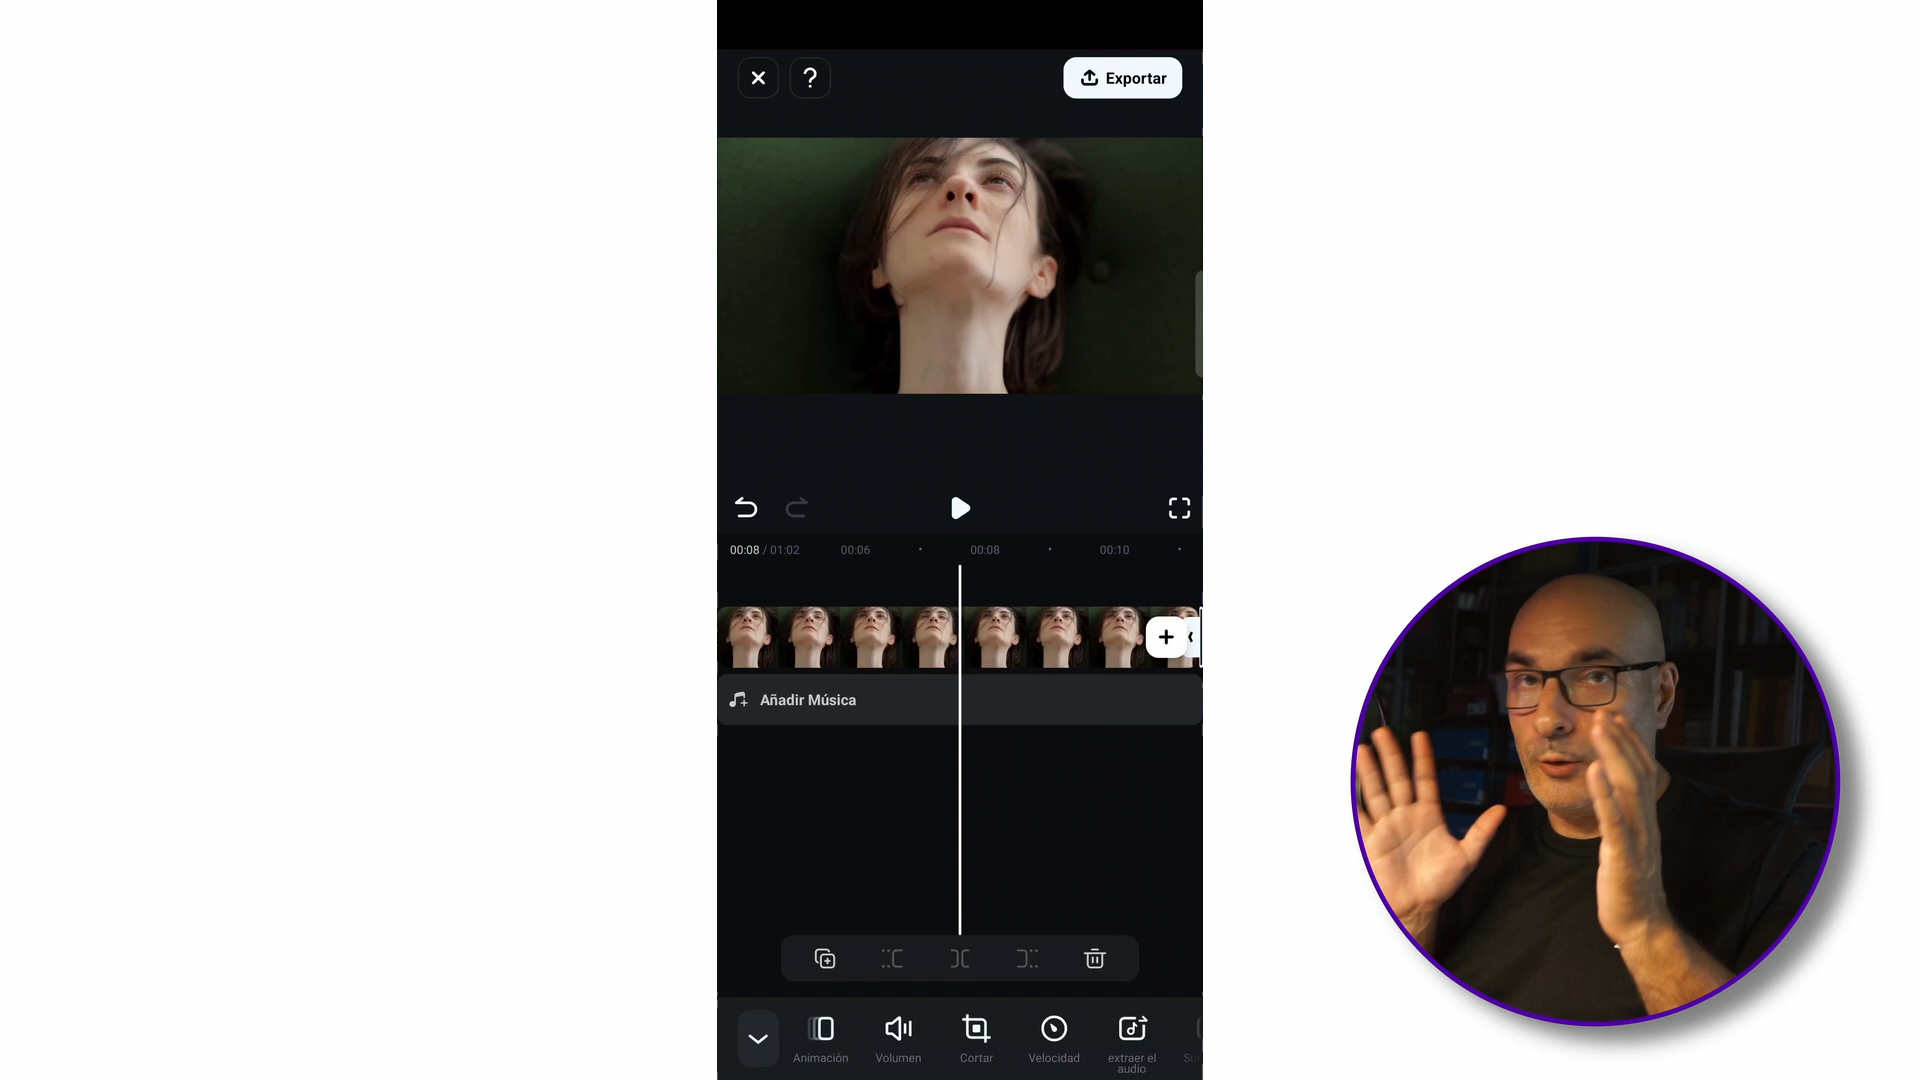 Exportar
00:08 / 01:02 00:06 00:08 00:10
Añadir Música
Animación Volumen Cortar Velocidad extraer el
audio